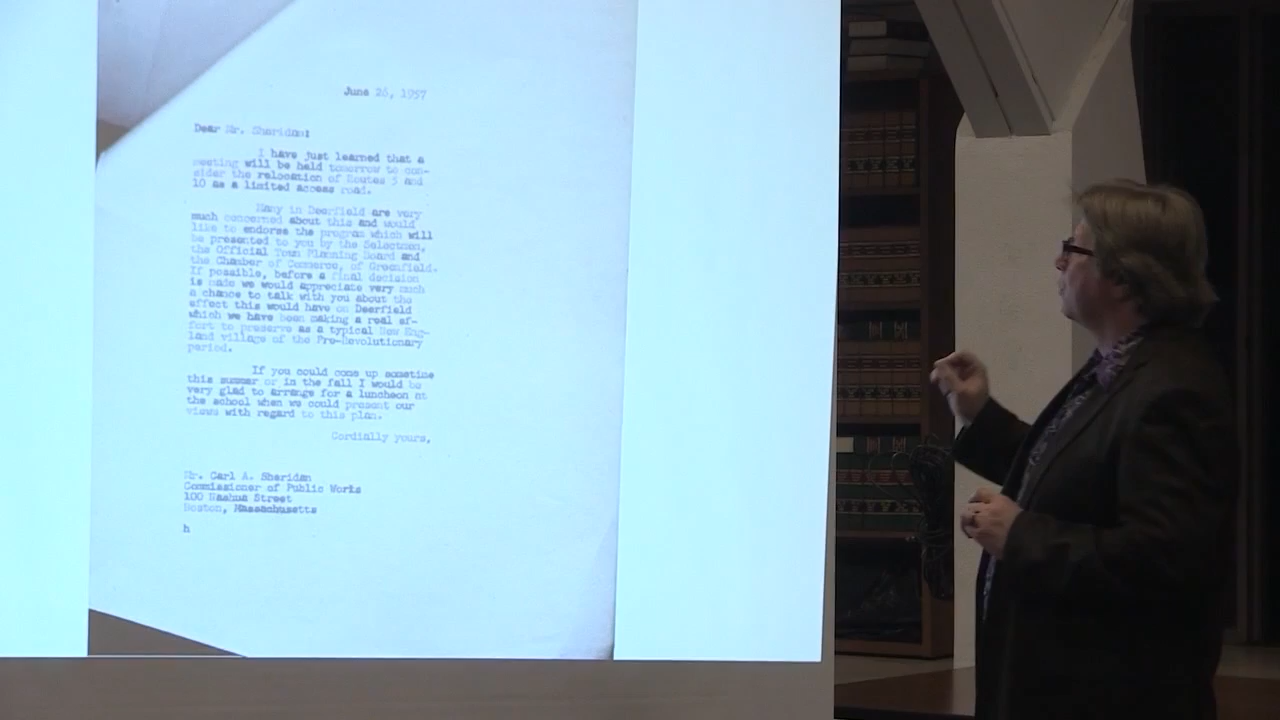 June 26, 1957
Dear Mr. Sheridan:
I have just learned that a
meeting will be held tomorrow to con-
sider the relocation of Routes 5 and
10 as a limited access road.
Many in Deerfield are very
much concerned about this and would
like to endorse the program which will
be presented to you by the Selectmen,
the Official Town Planning Board and
the Chamber of Commerce, of Greenfield.
If possible, before a final decision
is made we would appreciate very much
a chance to talk with you about the
effect this would have on Deerfield
which we have been making a real ef-
fort to preserve as a typical New Eng-
land village of the Pre-Revolutionary
period.
If you could come up sometime
this summer or in the fall I would be
very glad to arrange for a luncheon at
the school when we could present our
views with regard to this plan.
Cordially yours,
Mr. Carl A. Sheridan
Commissioner of Public Works
100 Nashua Street
Boston, Massachusetts
h